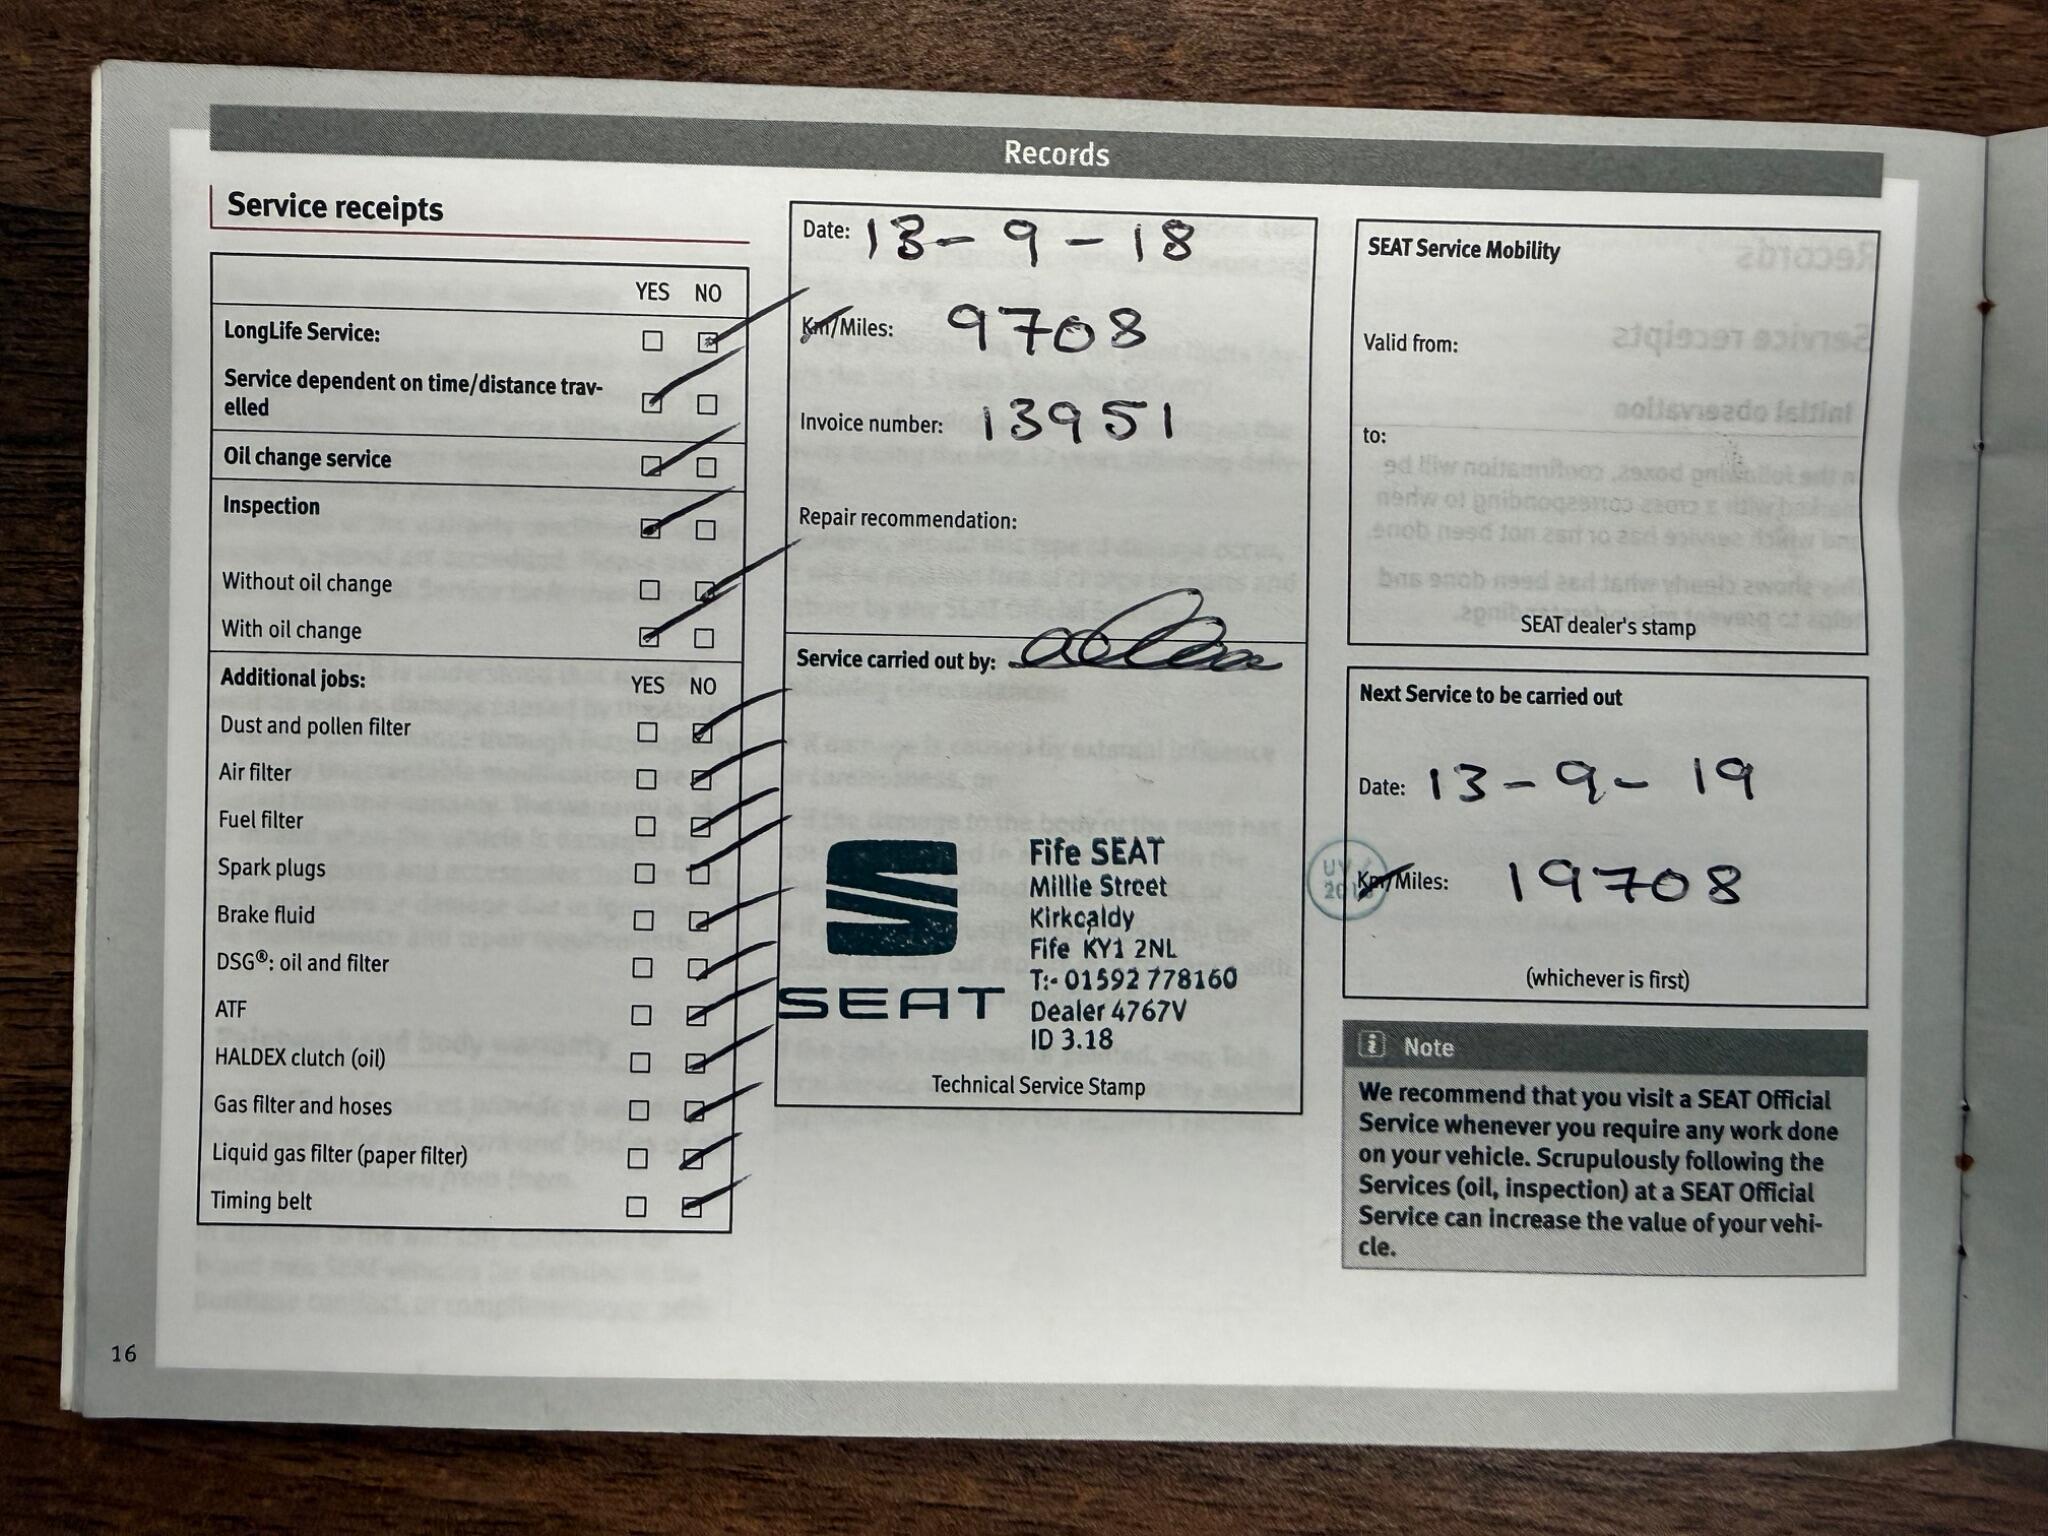 Records
Service receipts
YES NO
LongLife Service:
Service dependent on time/distance trav-
elled
Oil change service
Inspection
Without oil change
With oil change
Additional jobs: YES NO
Dust and pollen filter
Air filter
Fuel filter
Spark plugs
Brake fluid
DSG®: oil and filter
ATF
HALDEX clutch (oil)
Gas filter and hoses
Liquid gas filter (paper filter)
Timing belt
Date: 13-9-18
Km/Miles: 9708
Invoice number: 13951
Repair recommendation:
Service carried out by:
SEAT
Fife SEAT
Millie Street
Kirkcaldy
Fife KY1 2NL
T:- 01592 778160
Dealer 4767V
ID 3.18
Technical Service Stamp
SEAT Service Mobility
Valid from:
to:
SEAT dealer's stamp
Next Service to be carried out
Date: 13-9-19
Km/Miles: 19708
(whichever is first)
Note
We recommend that you visit a SEAT Official
Service whenever you require any work done
on your vehicle. Scrupulously following the
Services (oil, inspection) at a SEAT Official
Service can increase the value of your vehi-
cle.
16